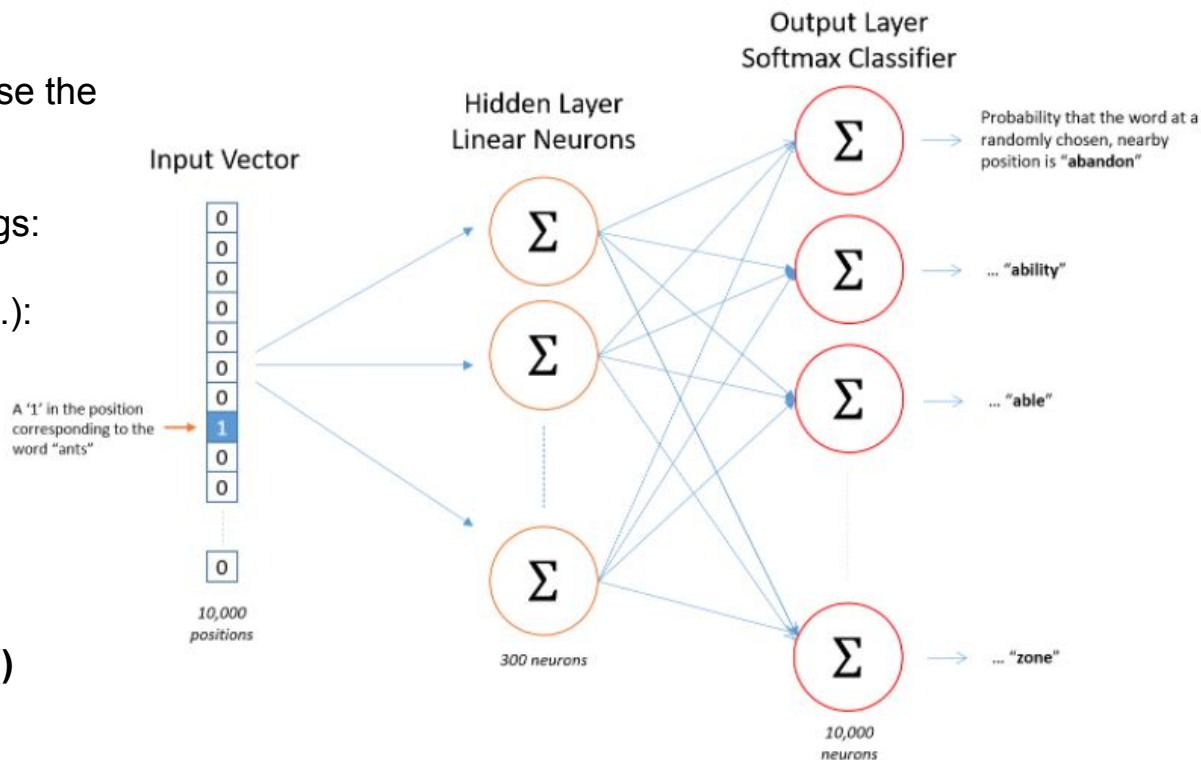 se the
gs:
.):
)
Input Vector
0
0
0
0
0
0
0
1
0
0
0
A ‘1’ in the position
corresponding to the
word “ants”
10,000
positions
Hidden Layer
Linear Neurons
Σ
Σ
Σ
300 neurons
Output Layer
Softmax Classifier
Σ
Σ
Σ
Σ
10,000
neurons
Probability that the word at a
randomly chosen, nearby
position is “abandon”
... “ability”
... “able”
... “zone”